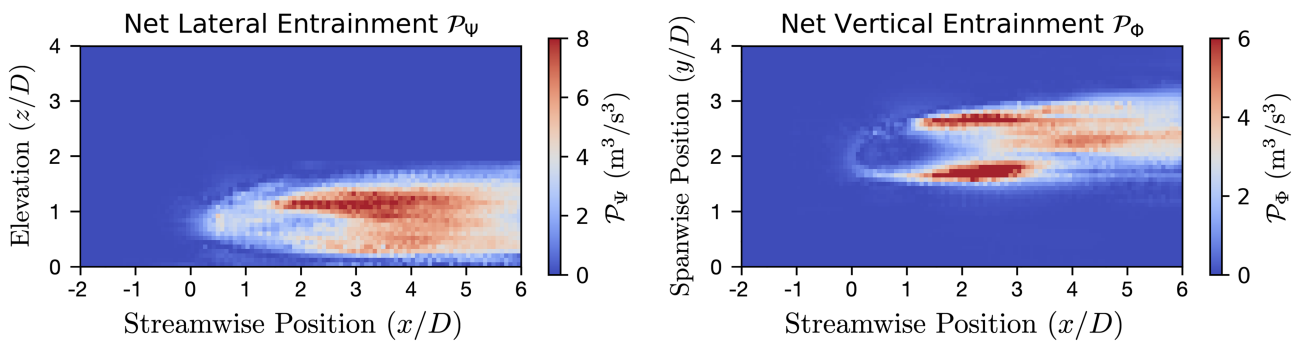 Net Lateral Entrainment 𝒫_Ψ
Elevation (z/D)
4
3
2
1
0
-2 -1 0 1 2 3 4 5 6
Streamwise Position (x/D)
8
6
4
2
0
𝒫_Ψ (m³/s³)
Net Vertical Entrainment 𝒫_Φ
Spanwise Position (y/D)
4
3
2
1
0
-2 -1 0 1 2 3 4 5 6
Streamwise Position (x/D)
6
4
2
0
𝒫_Φ (m³/s³)